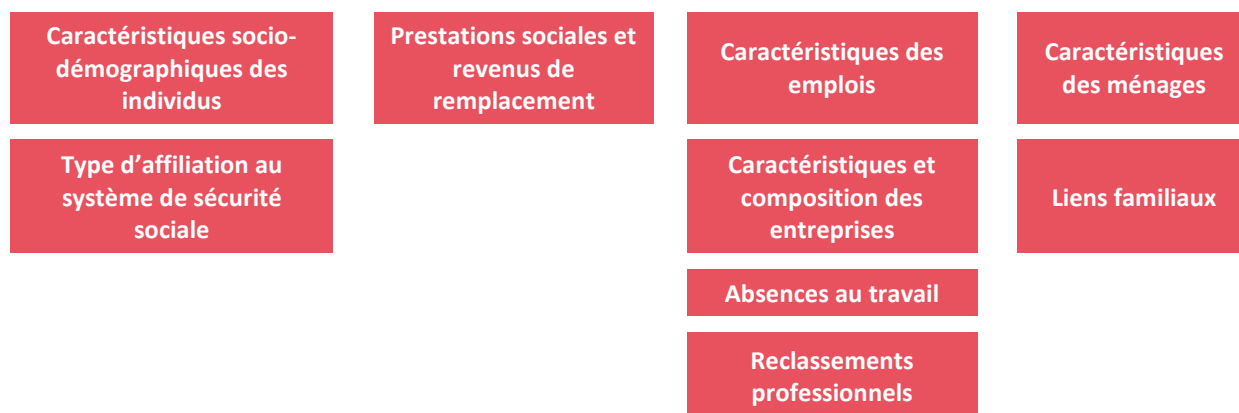 Caractéristiques socio-
démographiques des
individus
Type d’affiliation au
système de sécurité
sociale
Prestations sociales et
revenus de
remplacement
Caractéristiques des
emplois
Caractéristiques et
composition des
entreprises
Absences au travail
Reclassements
professionnels
Caractéristiques
des ménages
Liens familiaux